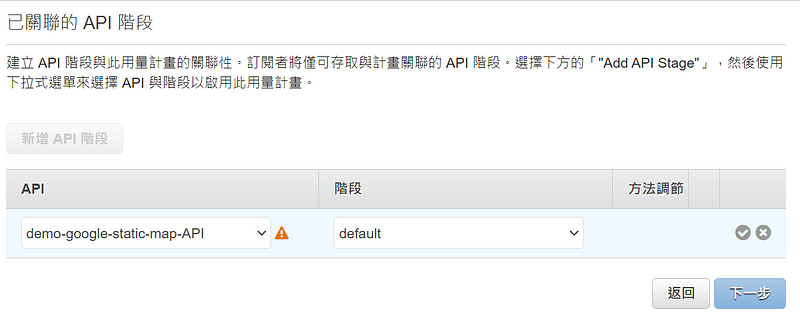 已關聯的 API 階段
建立 API 階段與此用量計畫的關聯性。訂閱者將僅可存取與計畫關聯的 API 階段。選擇下方的「"Add API Stage"」，然後使用
下拉式選單來選擇 API 與階段以啟用此用量計畫。
新增 API 階段
API 階段 方法調節
demo-google-static-map-API default
返回 下一步